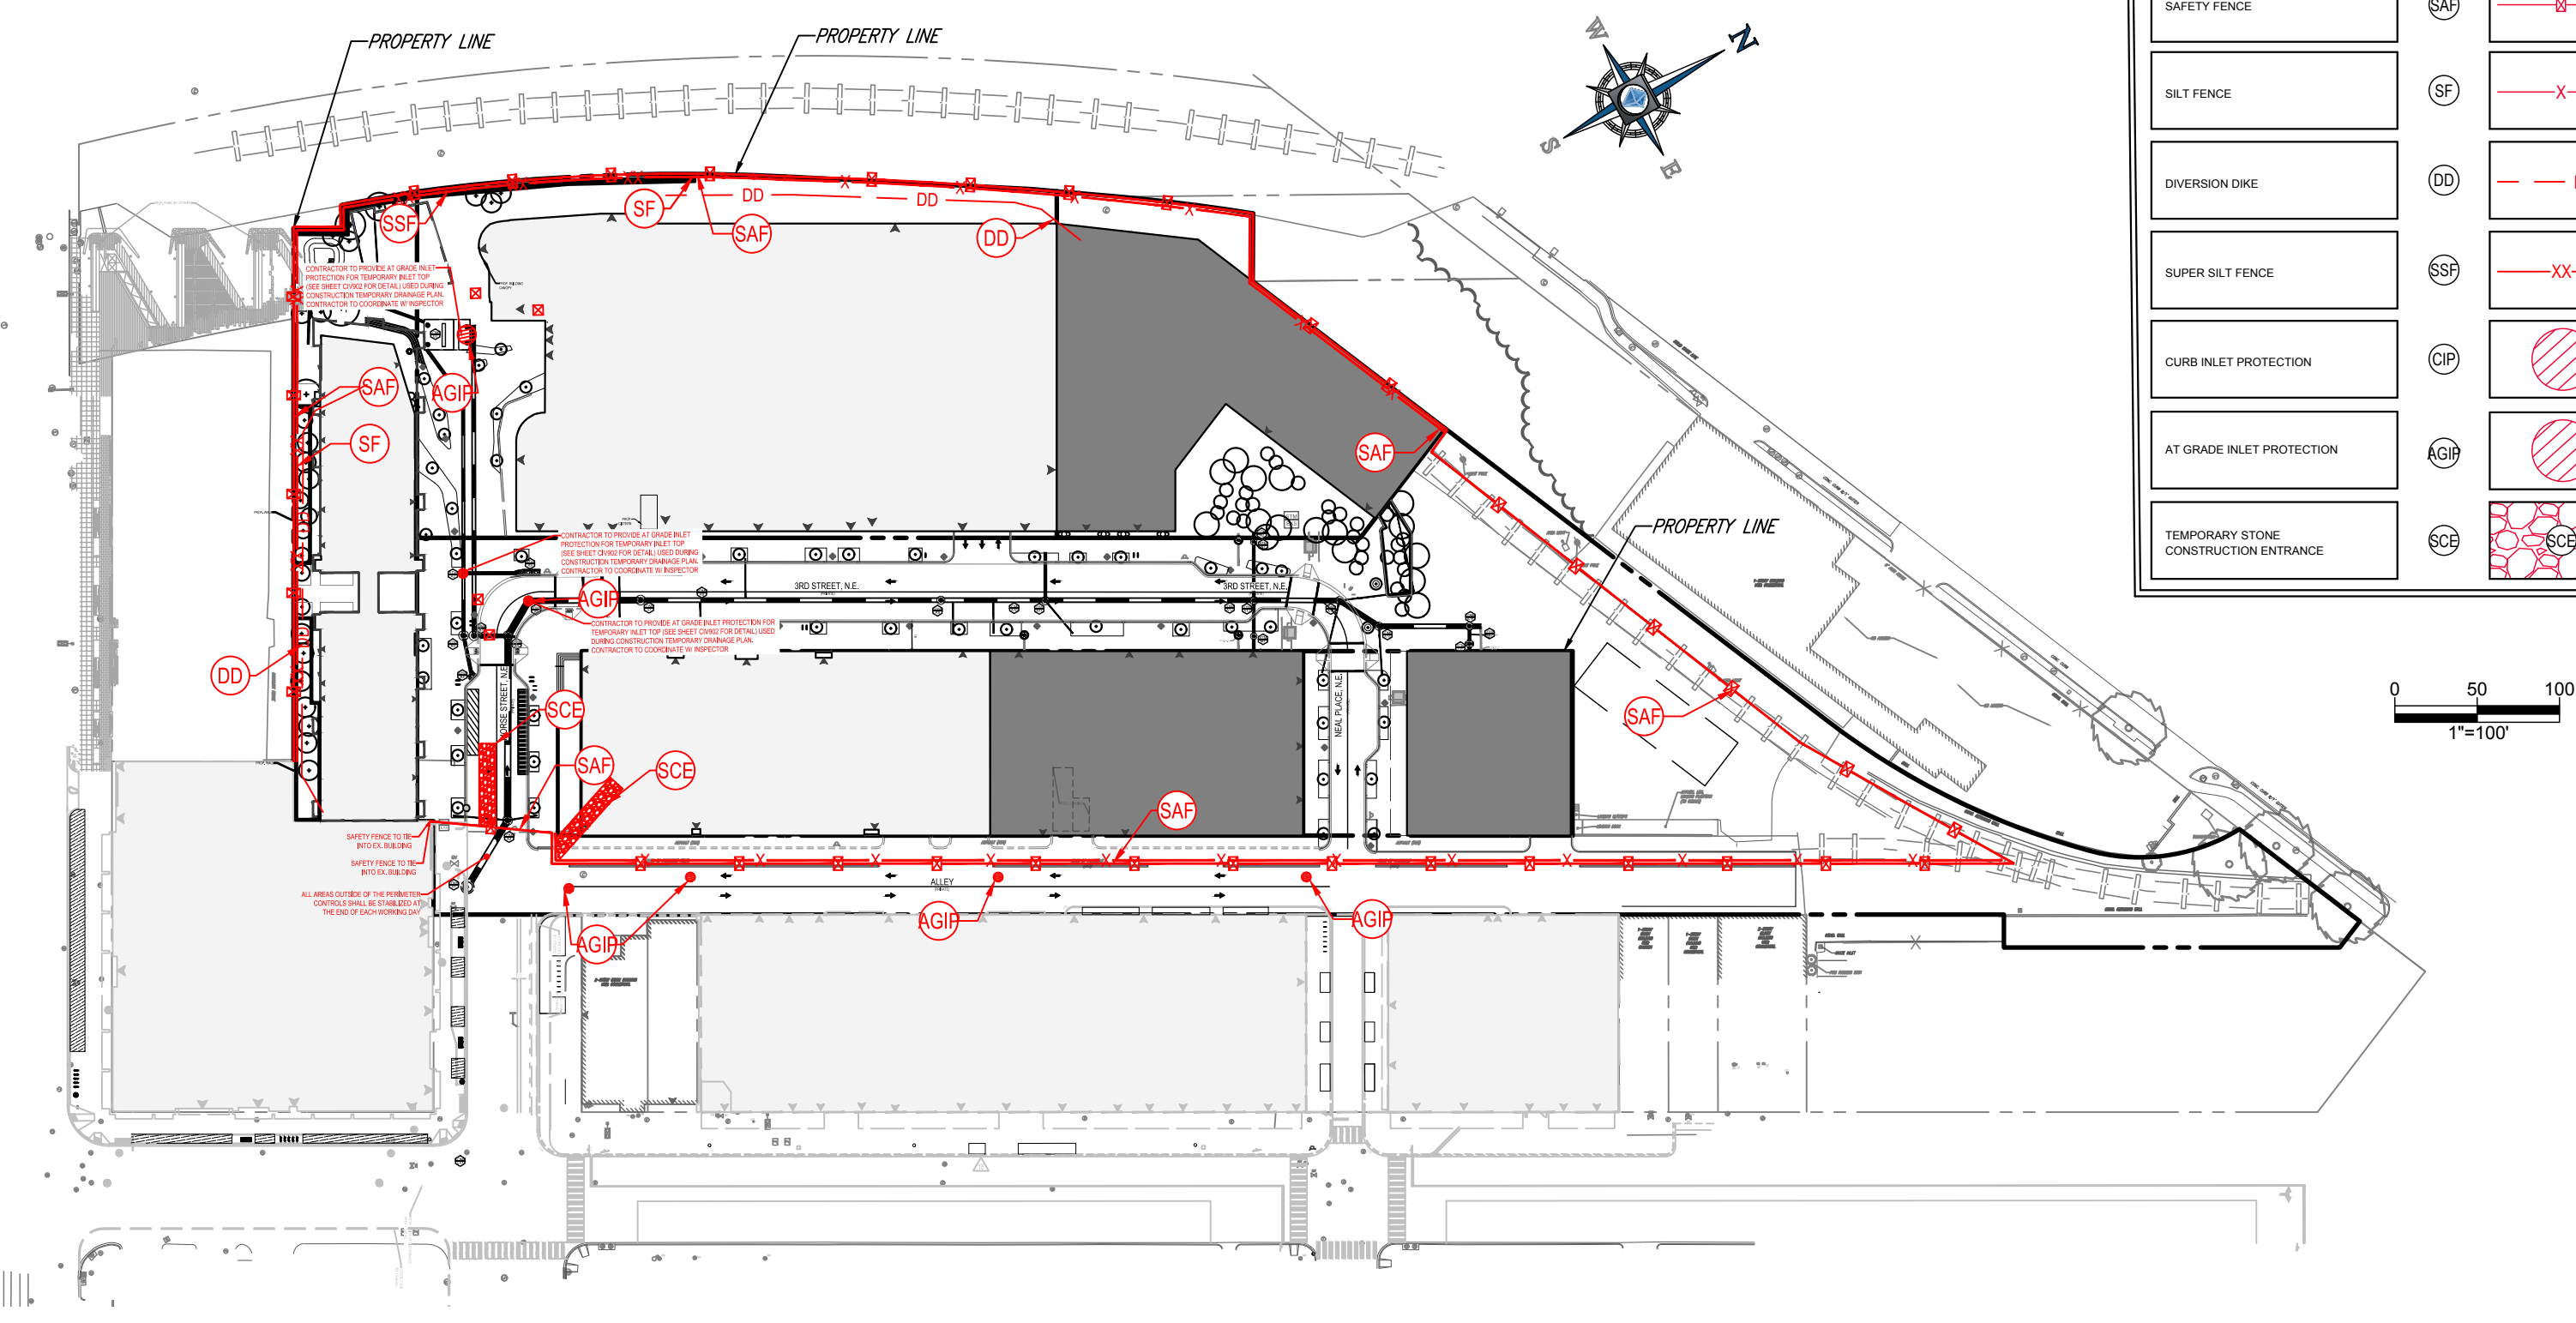 PROPERTY LINE
PROPERTY LINE
W
N
S
E
SAFETY FENCE
SAF
SILT FENCE
SF
X
DIVERSION DIKE
DD
SUPER SILT FENCE
SSF
XX
CURB INLET PROTECTION
CIP
AT GRADE INLET PROTECTION
AGIP
TEMPORARY STONE
CONSTRUCTION ENTRANCE
SCE
SCE
0 50 100
1"=100'
SSF
SF
DD
DD
SAF
DD
CONTRACTOR TO PROVIDE AT GRADE INLET
PROTECTION FOR TEMPORARY INLET TOP
(SEE SHEET CIV902 FOR DETAIL) USED DURING
CONSTRUCTION TEMPORARY DRAINAGE PLAN.
CONTRACTOR TO COORDINATE W/ INSPECTOR
SAF
AGIP
SF
SAF
PROPERTY LINE
CONTRACTOR TO PROVIDE AT GRADE INLET
PROTECTION FOR TEMPORARY INLET TOP
(SEE SHEET CIV902 FOR DETAIL) USED DURING
CONSTRUCTION TEMPORARY DRAINAGE PLAN.
CONTRACTOR TO COORDINATE W/ INSPECTOR
3RD STREET, N.E.
3RD STREET, N.E.
AGIP
CONTRACTOR TO PROVIDE AT GRADE INLET PROTECTION FOR
TEMPORARY INLET TOP (SEE SHEET CIV902 FOR DETAIL) USED
DURING CONSTRUCTION TEMPORARY DRAINAGE PLAN.
CONTRACTOR TO COORDINATE W/ INSPECTOR
DD
SCE
MORSE STREET, N.E.
NEAL PLACE, N.E.
SAF
SAF
SCE
SAF
SAFETY FENCE TO TIE
INTO EX. BUILDING
SAFETY FENCE TO TIE
INTO EX. BUILDING
ALL AREAS OUTSIDE OF THE PERIMETER
CONTROLS SHALL BE STABILIZED AT
THE END OF EACH WORKING DAY
ALLEY
AGIP
AGIP
AGIP